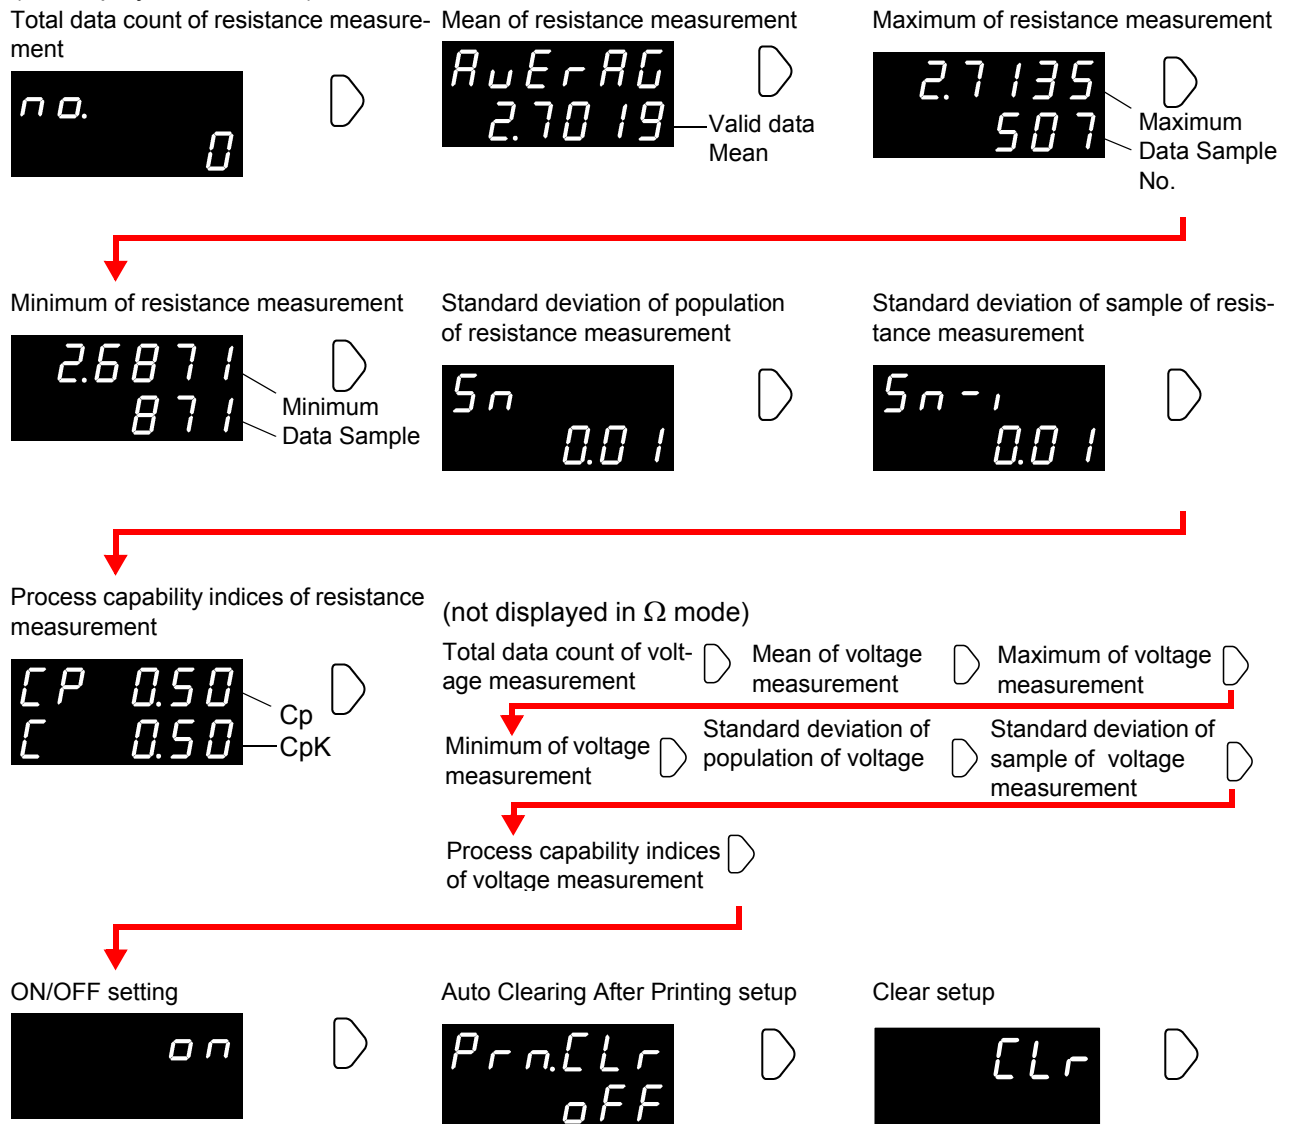 Total data count of resistance measure-
ment
no.
0
Mean of resistance measurement
AvErAG
2.7019
Valid data
Mean
Maximum of resistance measurement
2.7135
507
Maximum
Data Sample
No.
Minimum of resistance measurement
2.6871
871
Minimum
Data Sample
Standard deviation of population
of resistance measurement
Sn
0.01
Standard deviation of sample of resis-
tance measurement
Sn-1
0.01
Process capability indices of resistance
measurement
CP 0.50
C 0.50
Cp
CpK
(not displayed in Ω mode)
Total data count of volt-
age measurement
Mean of voltage
measurement
Maximum of voltage
measurement
Minimum of voltage
measurement
Standard deviation of
population of voltage
Standard deviation of
sample of voltage
measurement
Process capability indices
of voltage measurement
ON/OFF setting
on
Auto Clearing After Printing setup
Prn.CLr
oFF
Clear setup
CLr